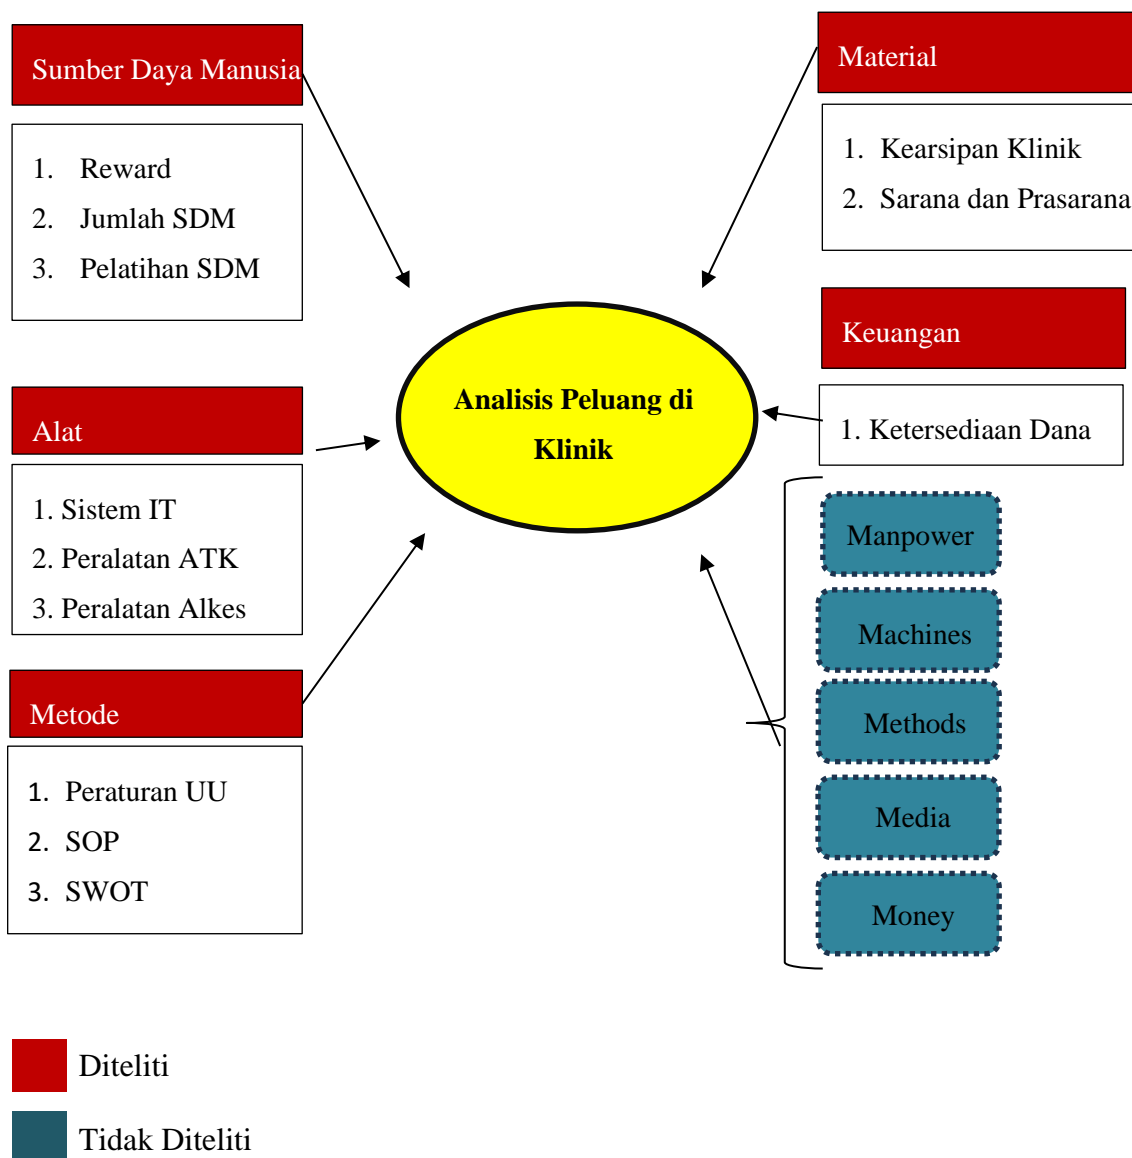 Sumber Daya Manusia
1. Reward
2. Jumlah SDM
3. Pelatihan SDM
Alat
1. Sistem IT
2. Peralatan ATK
3. Peralatan Alkes
Metode
1. Peraturan UU
2. SOP
3. SWOT
Analisis Peluang di
Klinik
Material
1. Kearsipan Klinik
2. Sarana dan Prasarana
Keuangan
1. Ketersediaan Dana
Manpower
Machines
Methods
Media
Money
Diteliti
Tidak Diteliti